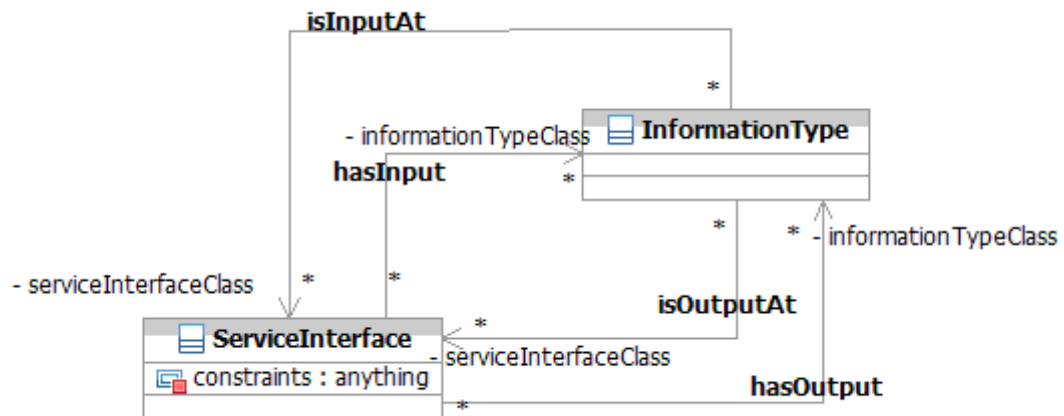 isInputAt
*
InformationType
- informationTypeClass
hasInput
*
*
* - informationTypeClass
- serviceInterfaceClass
*
*
isOutputAt
*
ServiceInterface
- serviceInterfaceClass
constraints : anything
hasOutput
*